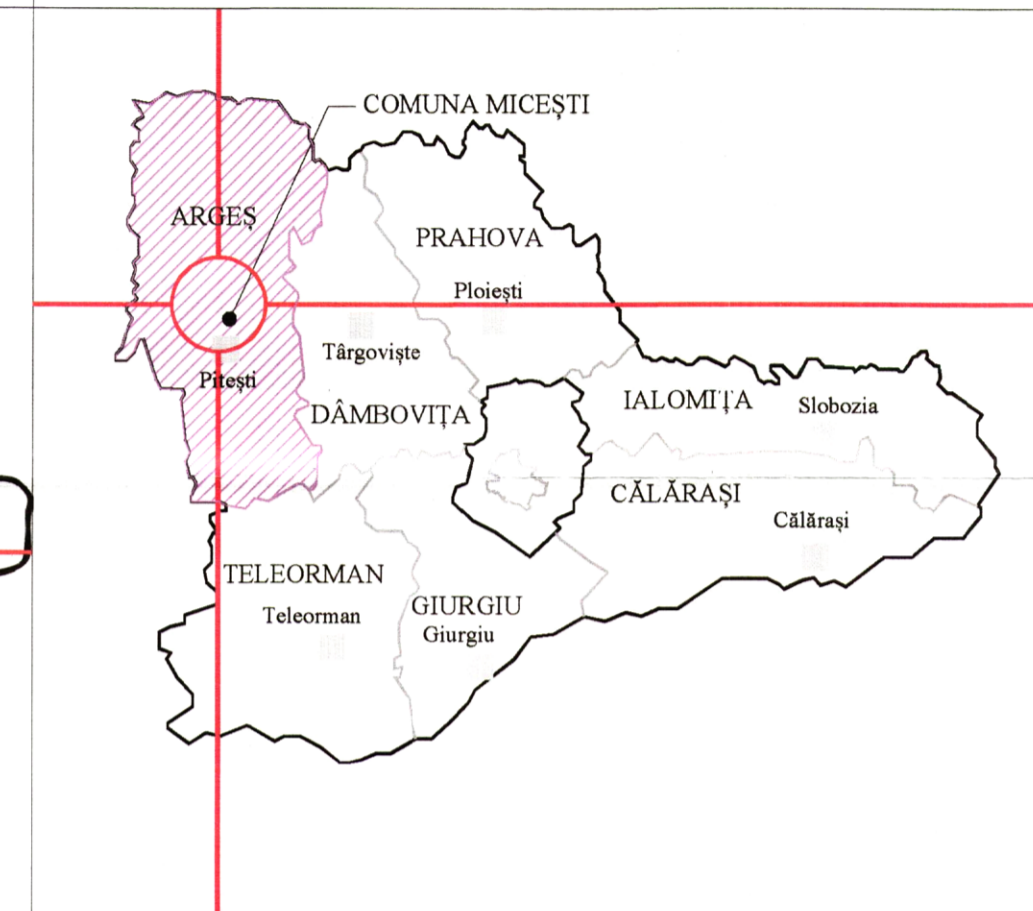 COMUNA MICEȘTI
ARGEȘ
PRAHOVA
Ploiești
Târgoviște
Pitești
DÂMBOVIȚA
IALOMIȚA
Slobozia
CĂLĂRAȘI
Călărași
TELEORMAN
Teleorman
GIURGIU
Giurgiu